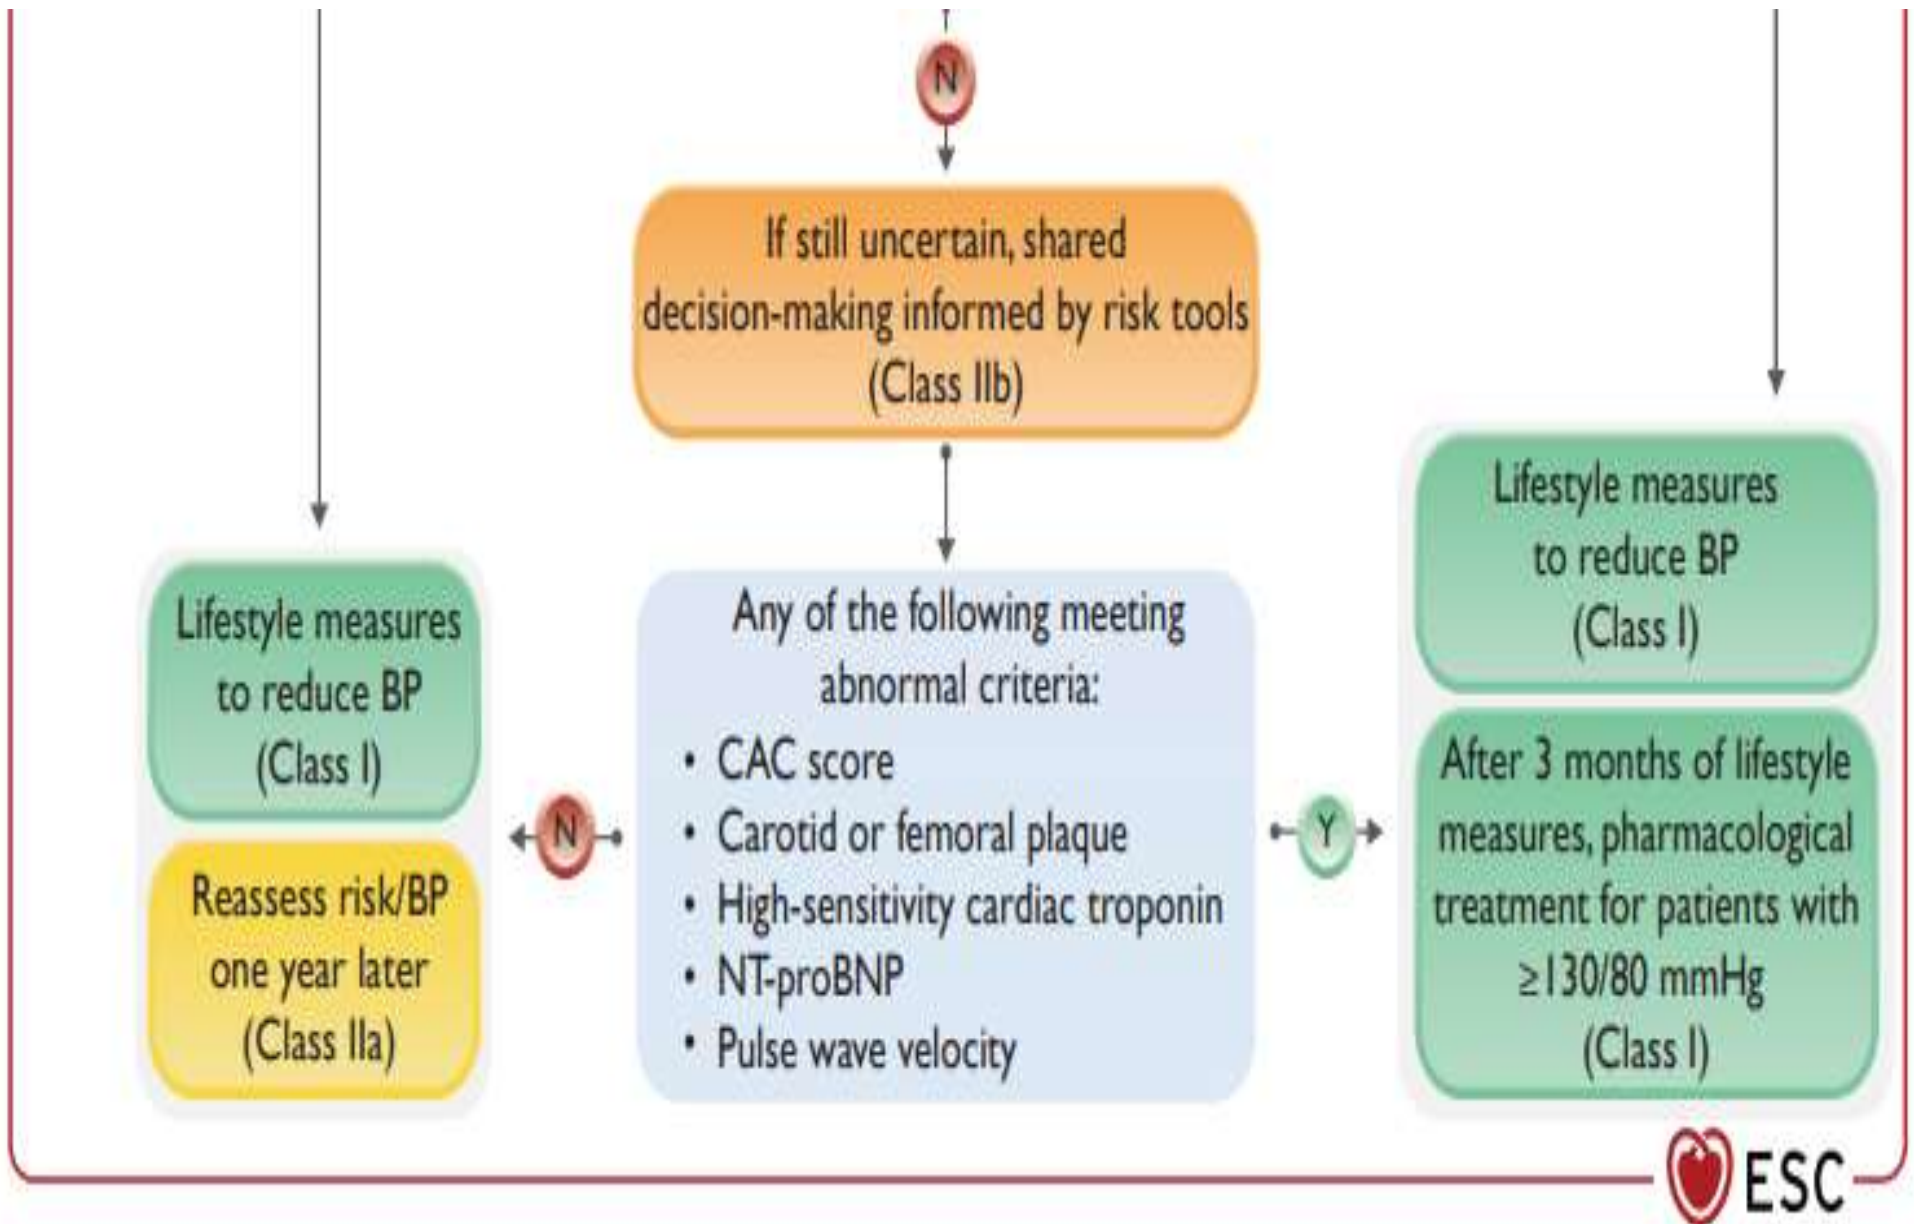 N
If still uncertain, shared
decision-making informed by risk tools
(Class IIb)
Lifestyle measures
to reduce BP
(Class I)
Reassess risk/BP
one year later
(Class IIa)
N
Any of the following meeting
abnormal criteria:
• CAC score
• Carotid or femoral plaque
• High-sensitivity cardiac troponin
• NT-proBNP
• Pulse wave velocity
Y
Lifestyle measures
to reduce BP
(Class I)
After 3 months of lifestyle
measures, pharmacological
treatment for patients with
≥130/80 mmHg
(Class I)
ESC